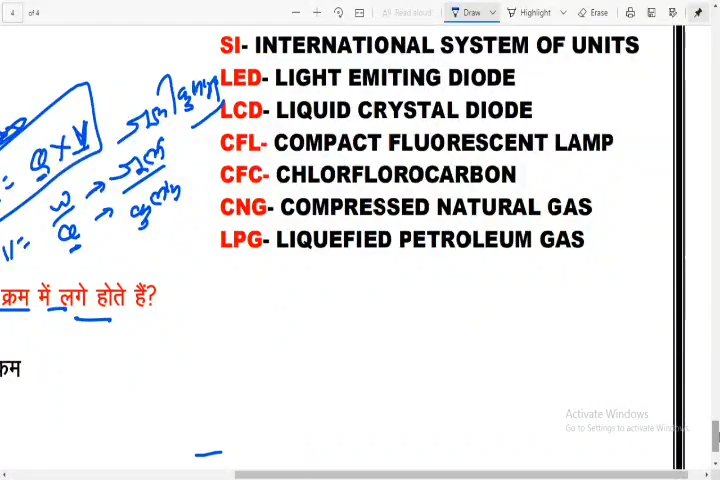 4 of 4
Read aloud
Draw
Highlight
Erase
SI- INTERNATIONAL SYSTEM OF UNITS
LED- LIGHT EMITING DIODE
LCD- LIQUID CRYSTAL DIODE
CFL- COMPACT FLUORESCENT LAMP
CFC- CHLORFLOROCARBON
CNG- COMPRESSED NATURAL GAS
LPG- LIQUEFIED PETROLEUM GAS
= Q × V
W → जूल
V = Q →
क्रम में लगे होते हैं?
Activate Windows
Go to Settings to activate Windows.